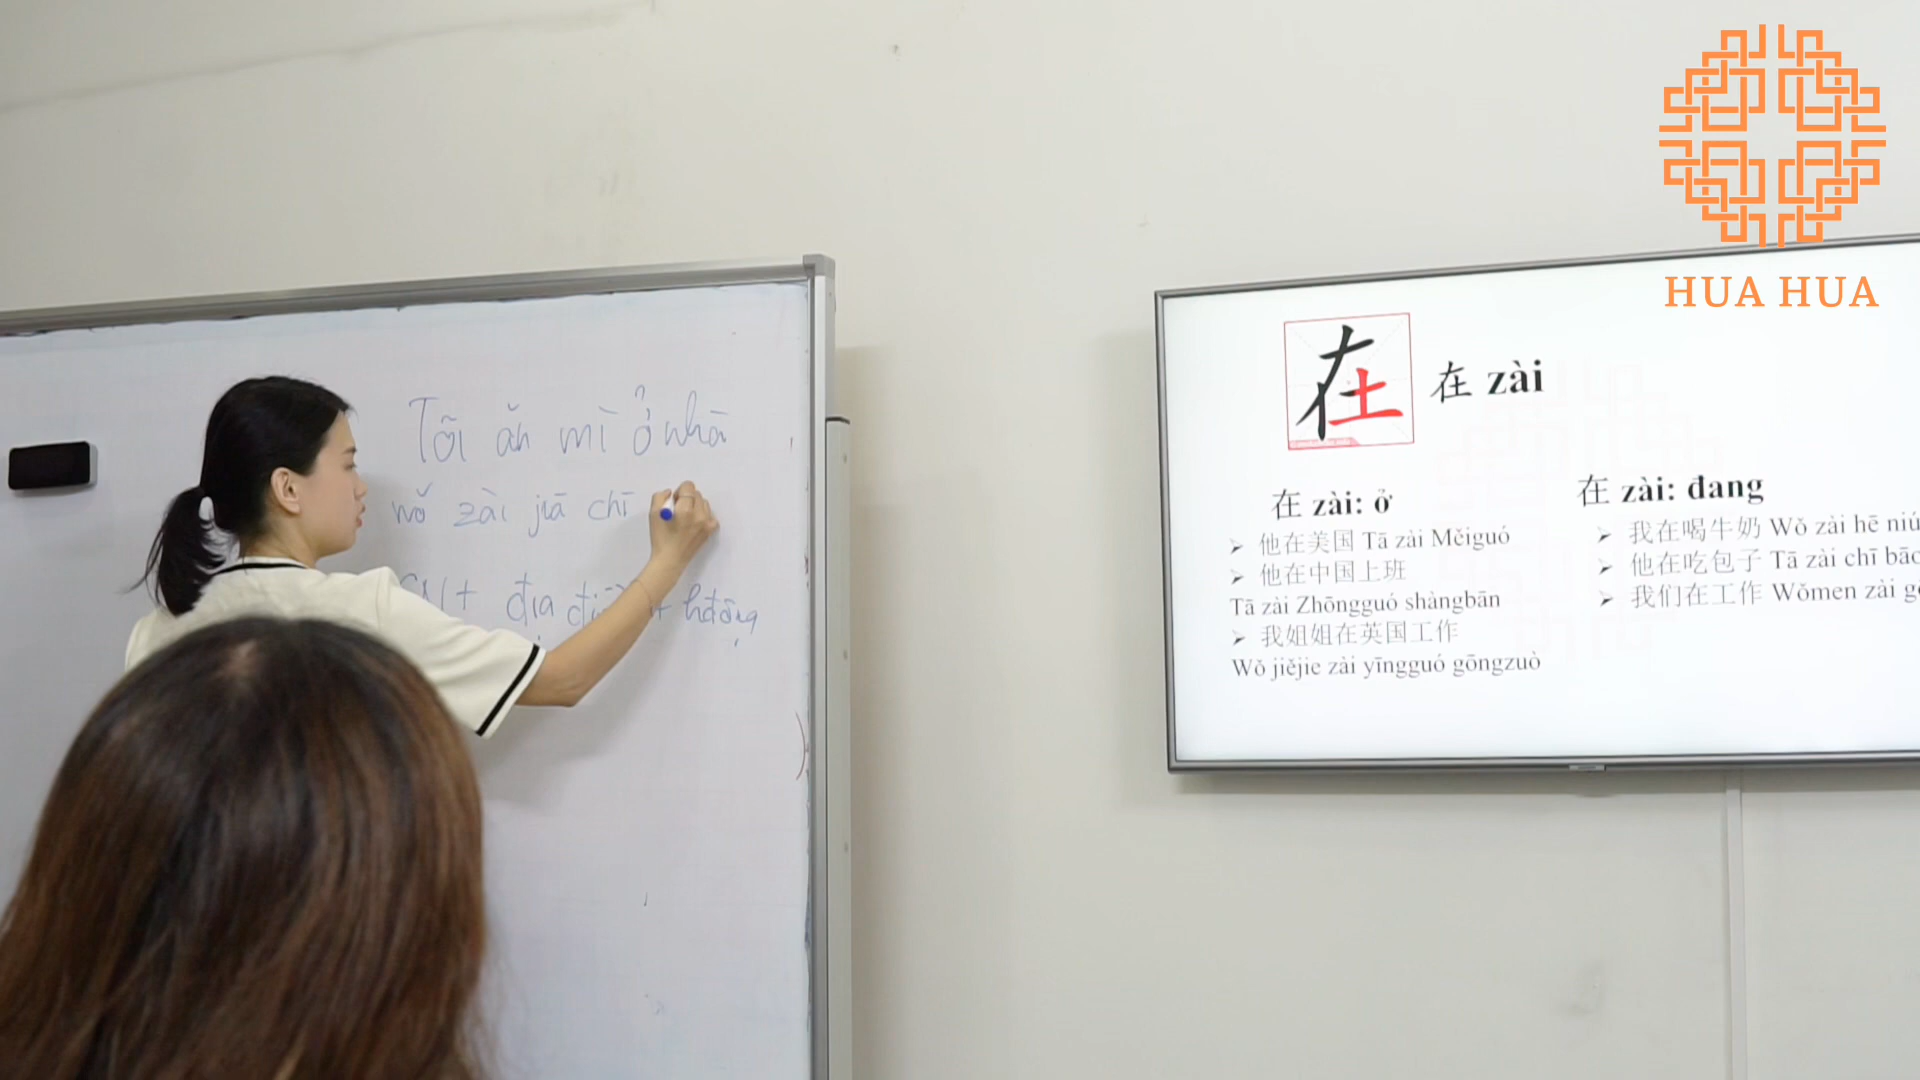 Tôi ăn mì ở nhà
wǒ zài jiā chī
CN + địa + hđộng
HUA HUA
在
在 zài
在 zài: ở
➢ 他在美国 Tā zài Měiguó
➢ 他在中国上班
Tā zài Zhōngguó shàngbān
➢ 我姐姐在英国工作
Wǒ jiějie zài yīngguó gōngzuò
在 zài: đang
➢ 我在喝牛奶 Wǒ zài hē niú
➢ 他在吃包子 Tā zài chī bāo
➢ 我们在工作 Wǒmen zài g